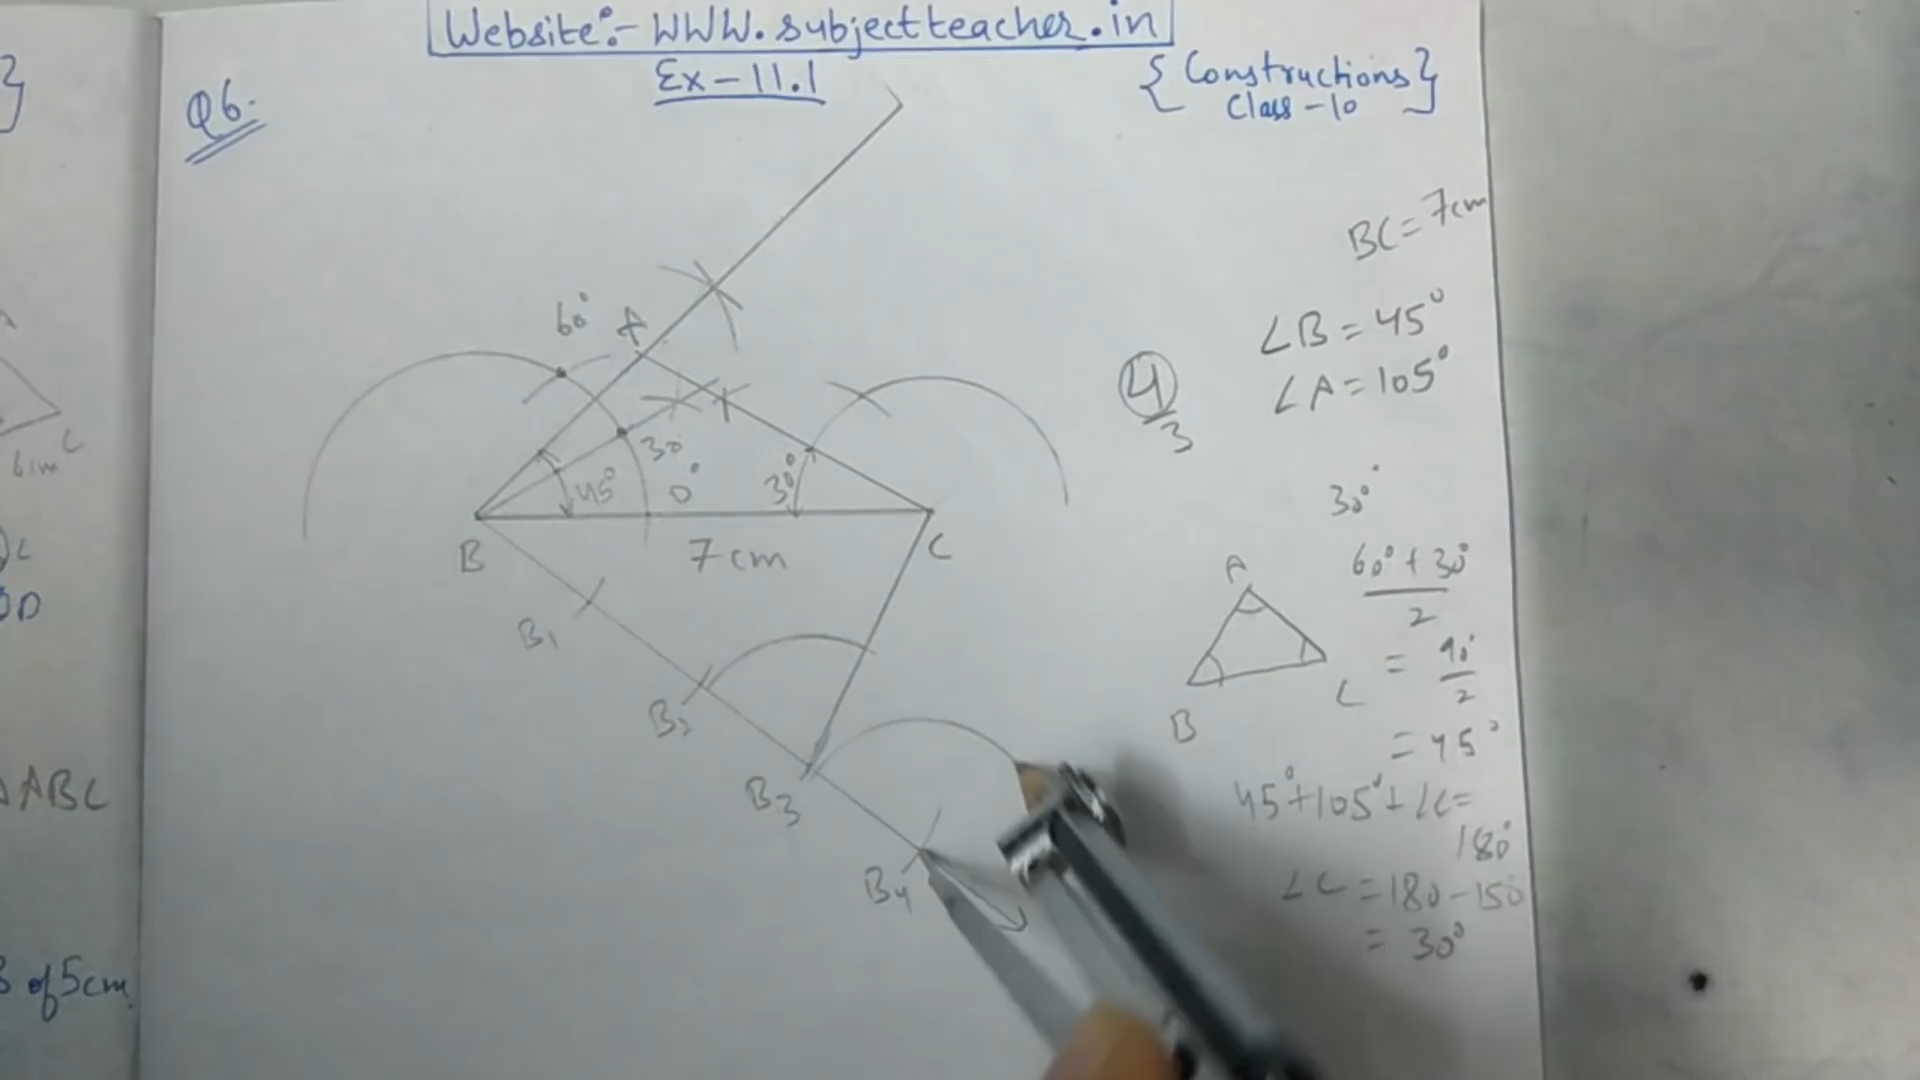 Website:- WWW.subjectteacher.in
Ex-11.1
{Constructions}
Class-10
Q6.
BC=7cm
∠B=45°
∠A=105°
4/3
60°
A
30°
45°
0°
30°
B
7cm
C
B1
B2
B3
B4
30°
60°+30°
2
= 90°
2
= 45°
A
B
C
45°+105°+∠C=
180°
∠C=180-150
= 30°
6cm
C
ABC
of 5cm